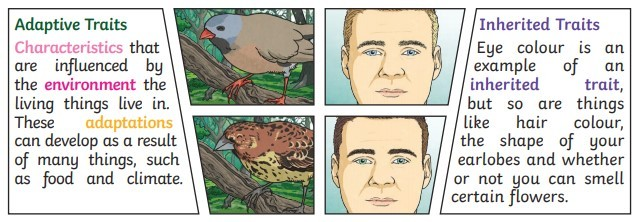 Adaptive Traits
Characteristics that
are influenced by
the environment the
living things live in.
These adaptations
can develop as a result
of many things, such
as food and climate.
Inherited Traits
Eye colour is an
example of an
inherited trait,
but so are things
like hair colour,
the shape of your
earlobes and whether
or not you can smell
certain flowers.